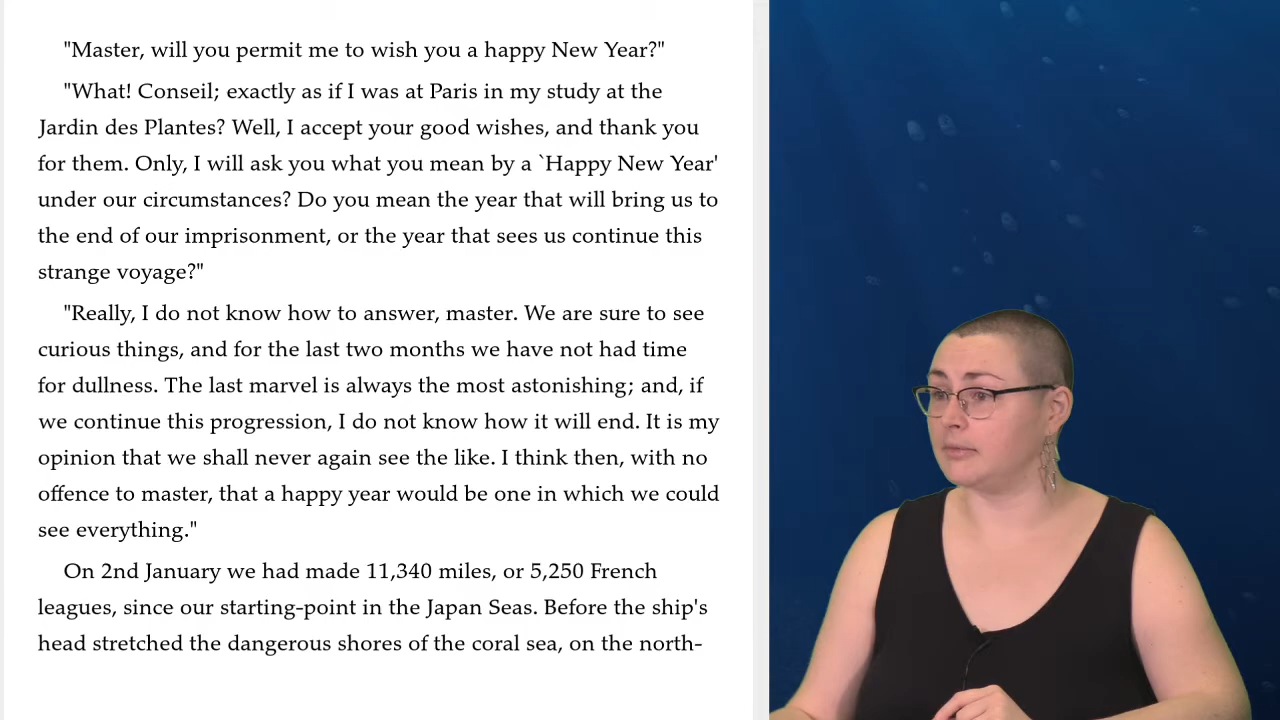 "Master, will you permit me to wish you a happy New Year?"
"What! Conseil; exactly as if I was at Paris in my study at the
Jardin des Plantes? Well, I accept your good wishes, and thank you
for them. Only, I will ask you what you mean by a `Happy New Year'
under our circumstances? Do you mean the year that will bring us to
the end of our imprisonment, or the year that sees us continue this
strange voyage?"
"Really, I do not know how to answer, master. We are sure to see
curious things, and for the last two months we have not had time
for dullness. The last marvel is always the most astonishing; and, if
we continue this progression, I do not know how it will end. It is my
opinion that we shall never again see the like. I think then, with no
offence to master, that a happy year would be one in which we could
see everything."
On 2nd January we had made 11,340 miles, or 5,250 French
leagues, since our starting-point in the Japan Seas. Before the ship's
head stretched the dangerous shores of the coral sea, on the north-